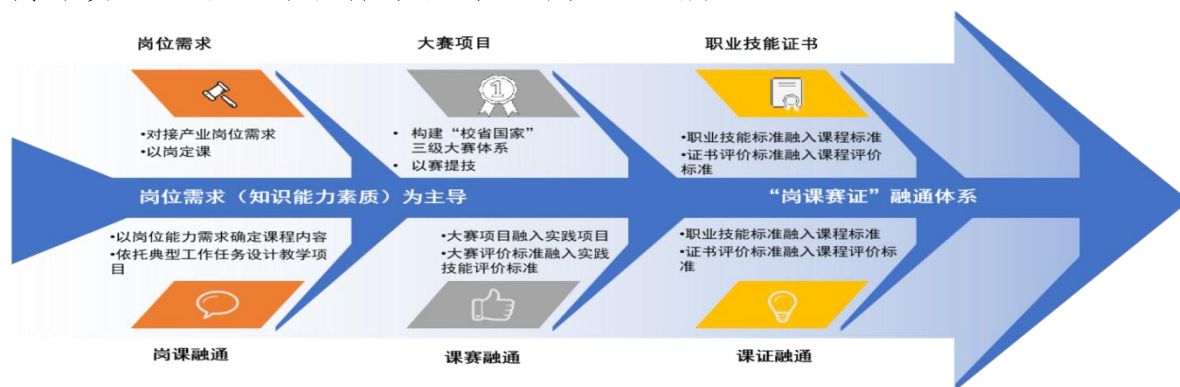 岗位需求
大赛项目
职业技能证书
1
•对接产业岗位需求
•以岗定课
• 构建“校省国家”
三级大赛体系
• 以赛提技
•职业技能标准融入课程标准
•证书评价标准融入课程评价
标准
岗位需求（知识能力素质）为主导
“岗课赛证”融通体系
•以岗位能力需求确定课程内容
•依托典型工作任务设计教学项
目
•大赛项目融入实践项目
•大赛评价标准融入实践
技能评价标准
•职业技能标准融入课程标准
•证书评价标准融入课程评价标
准
岗课融通
课赛融通
课证融通